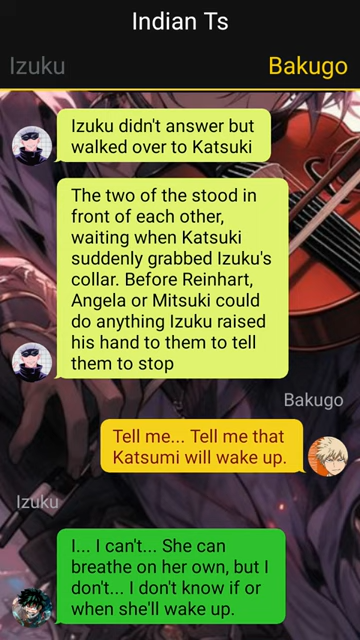 Indian Ts
Izuku
Bakugo
Izuku didn't answer but
walked over to Katsuki
The two of the stood in
front of each other,
waiting when Katsuki
suddenly grabbed Izuku's
collar. Before Reinhart,
Angela or Mitsuki could
do anything Izuku raised
his hand to them to tell
them to stop
Bakugo
Tell me... Tell me that
Katsumi will wake up.
Izuku
I... I can't... She can
breathe on her own, but I
don't... I don't know if or
when she'll wake up.